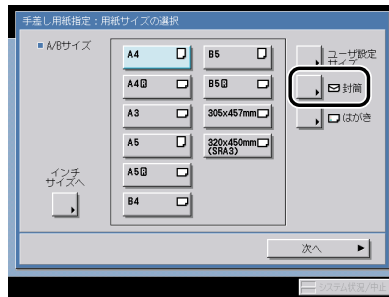 手差し用紙指定：用紙サイズの選択
A/Bサイズ
A4
B5
ユーザ設定
サイズ
A4R
B5R
封筒
A3
305x457mm
はがき
A5
320x450mm
(SRA3)
インチ
サイズへ
A5R
B4
次へ
システム状況/中止